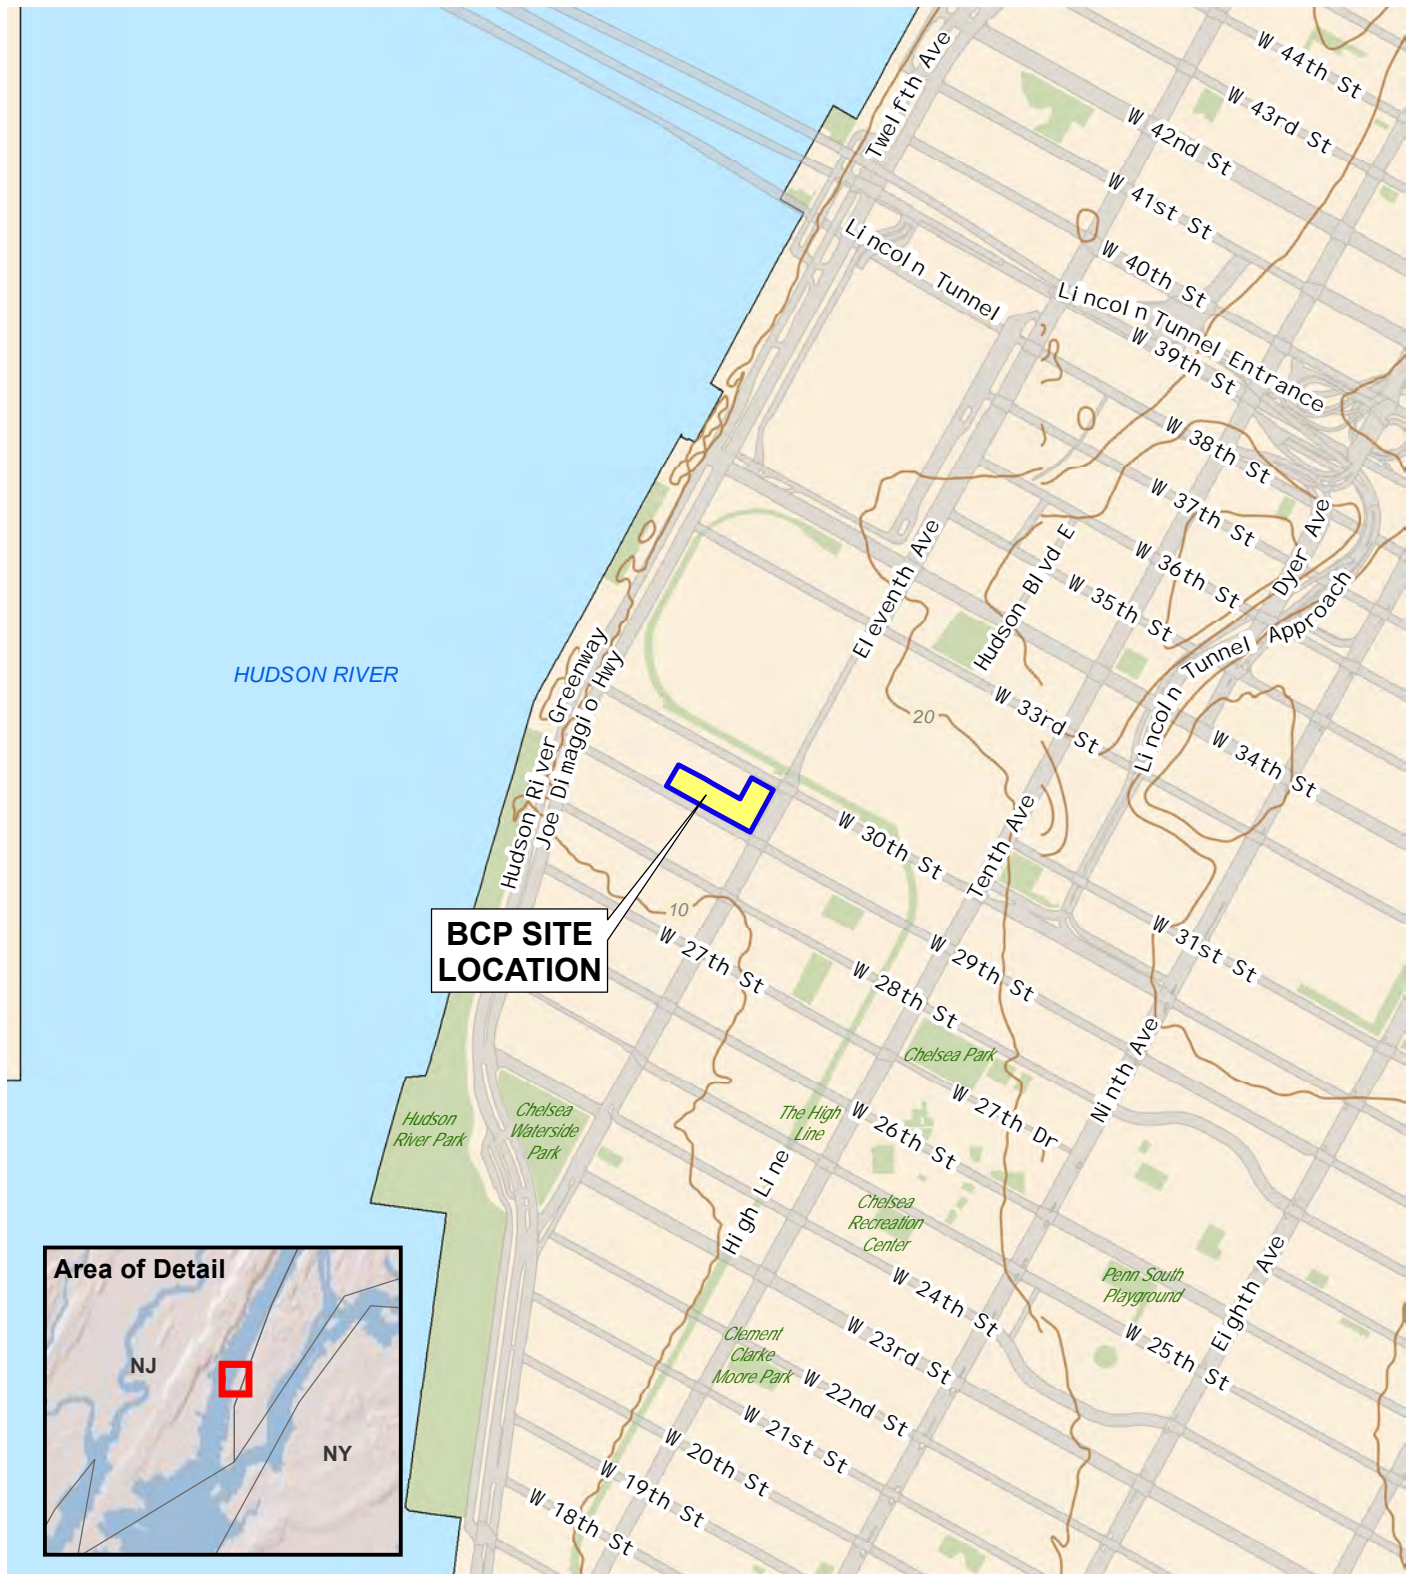 W 44th St
Twelfth Ave
W 43rd St
W 42nd St
W 41st St
Lincoln Tunnel
W 40th St
Lincoln Tunnel Entrance
W 39th St
W 38th St
W 37th St
Dyer Ave
Eleventh Ave
Hudson Blvd E
W 36th St
W 35th St
Lincoln Tunnel Approach
HUDSON RIVER
Hudson River Greenway
Joe Dimaggio Hwy
20
W 33rd St
W 34th St
W 30th St
Tenth Ave
BCP SITE
LOCATION
10
W 27th St
W 29th St
W 31st St
W 28th St
Chelsea Park
Ninth Ave
Hudson
River Park
Chelsea
Waterside
Park
The High
Line
W 26th St
W 27th Dr
High Line
Chelsea
Recreation
Center
Area of Detail
NJ
NY
W 24th St
Penn South
Playground
Eighth Ave
Clement
Clarke
Moore Park
W 23rd St
W 25th St
W 22nd St
W 21st St
W 20th St
W 19th St
W 18th St